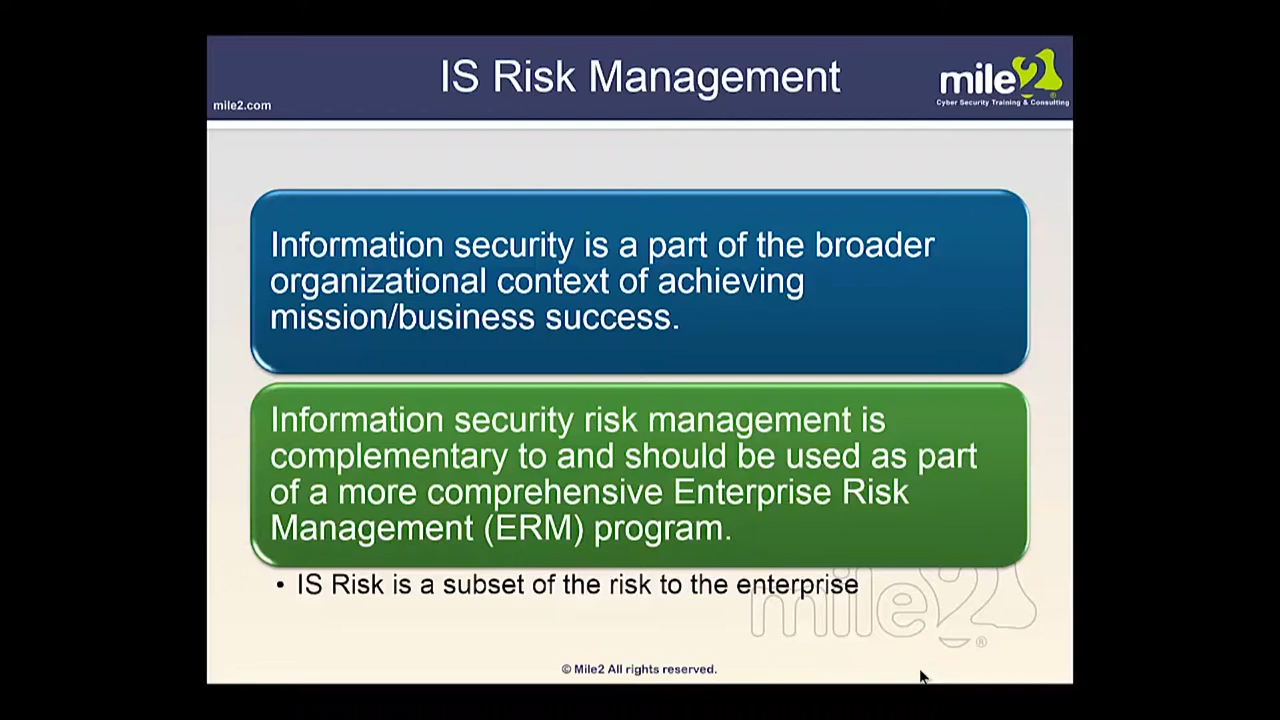 IS Risk Management
mile2.com
mile2
®
Cyber Security Training & Consulting
Information security is a part of the broader
organizational context of achieving
mission/business success.
Information security risk management is
complementary to and should be used as part
of a more comprehensive Enterprise Risk
Management (ERM) program.
• IS Risk is a subset of the risk to the enterprise
mile2
®
© Mile2 All rights reserved.